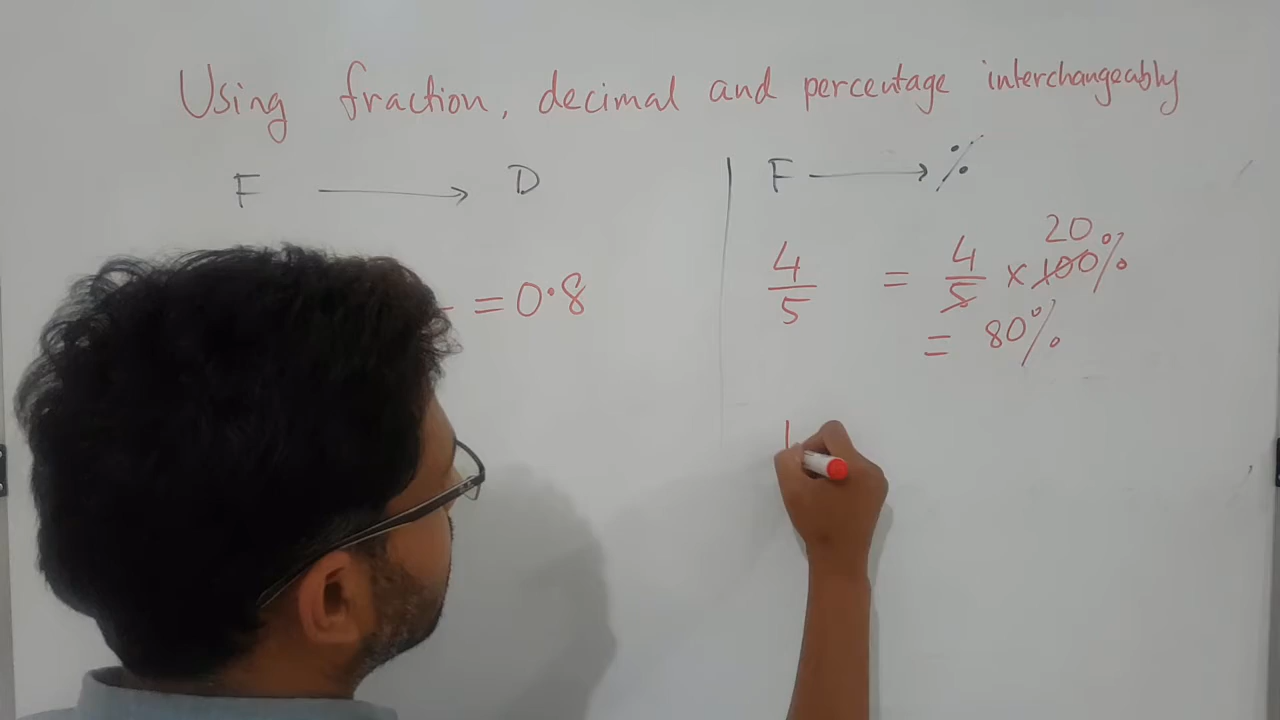 Using fraction, decimal and percentage interchangeably
F → D
= 0.8
F → %
4/5 = 4/5 × 100% 20
= 80%